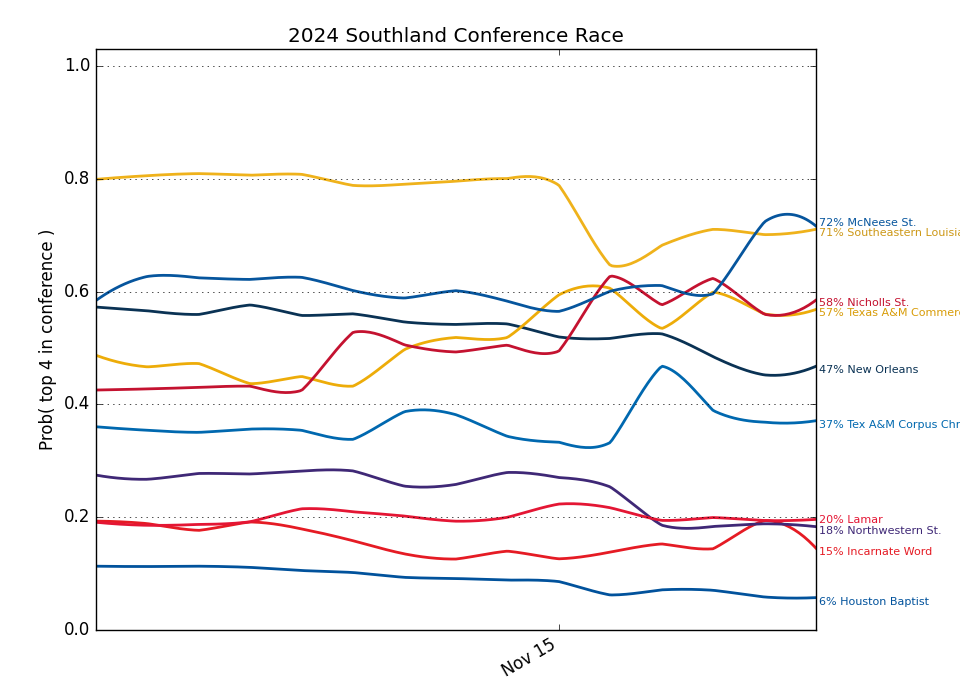 2024 Southland Conference Race
Prob( top 4 in conference )
1.0
0.8
0.6
0.4
0.2
0.0
Nov 15
72% McNeese St.
71% Southeastern Louisia
58% Nicholls St.
57% Texas A&M Commerc
47% New Orleans
37% Tex A&M Corpus Chr
20% Lamar
18% Northwestern St.
15% Incarnate Word
6% Houston Baptist